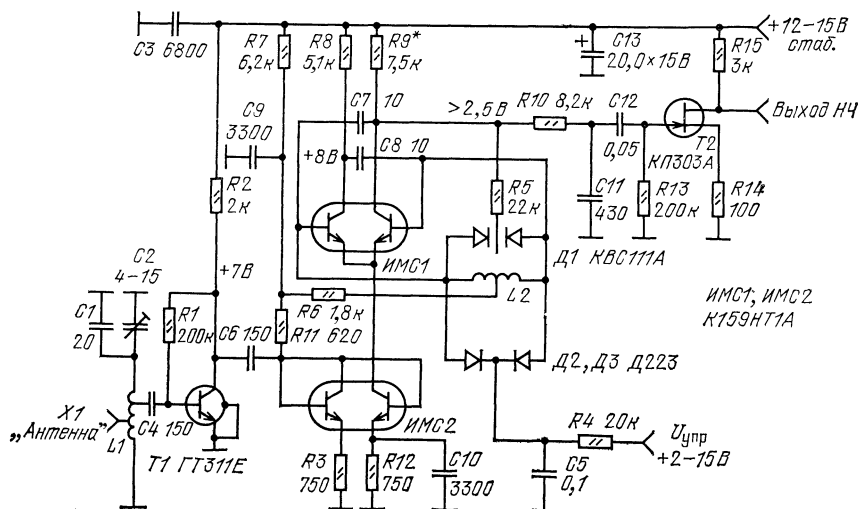 C3 6800
R7
6,2к
R8
5,1к
R9*
7,5к
+
C13
20,0×15В
R15
3к
+12–15В
стаб.
C9
3300
C7 10
C8 10
+8В
>2,5В
R10 8,2к
C12
0,05
T2
КП303А
Выход НЧ
R2
2к
R5
22к
C11
430
R13
200к
R14
100
ИМС1
Д1 КВС111А
L2
C2
4–15
+7В
C1
20
R1
200к
C6 150
R6 1,8к
R11 620
ИМС1, ИМС2
К159НТ1А
Д2, Д3 Д223
X1
„Антенна"
L1
C4 150
T1 ГТ311Е
ИМС2
R3
750
R12
750
C10
3300
R4 20к
C5
0,1
Uупр
+2–15В